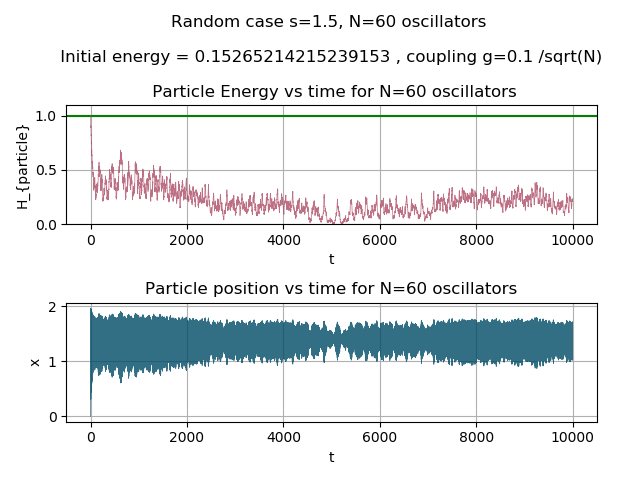 Random case s=1.5, N=60 oscillators
Initial energy = 0.15265214215239153 , coupling g=0.1 /sqrt(N)
Particle Energy vs time for N=60 oscillators
H_{particle}
1.0
0.5
0.0
0 2000 4000 6000 8000 10000
t
Particle position vs time for N=60 oscillators
x
2
1
0
0 2000 4000 6000 8000 10000
t